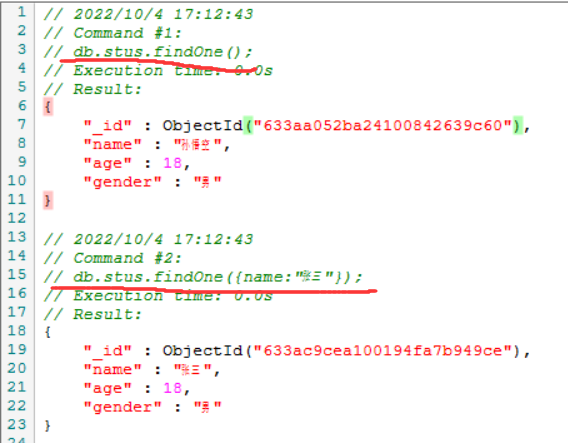 1 // 2022/10/4 17:12:43
2 // Command #1:
3 // db.stus.findOne();
4 // Execution time: 0.0s
5 // Result:
6 {
7 "_id" : ObjectId("633aa052ba24100842639c60"),
8 "name" : "孙悟空",
9 "age" : 18,
10 "gender" : "男"
11 }
12
13 // 2022/10/4 17:12:43
14 // Command #2:
15 // db.stus.findOne({name:"张三"});
16 // Execution time: 0.0s
17 // Result:
18 {
19 "_id" : ObjectId("633ac9cea100194fa7b949ce"),
20 "name" : "张三",
21 "age" : 18,
22 "gender" : "男"
23 }
24